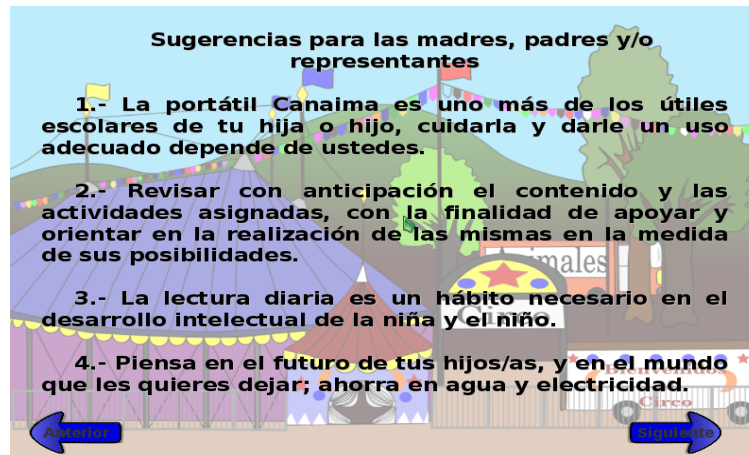 Sugerencias para las madres, padres y/o
representantes
1.- La portátil Canaima es uno más de los útiles
escolares de tu hija o hijo, cuidarla y darle un uso
adecuado depende de ustedes.
2.- Revisar con anticipación el contenido y las
actividades asignadas, con la finalidad de apoyar y
orientar en la realización de las mismas en la medida
de sus posibilidades.
Animales
3.- La lectura diaria es un hábito necesario en el
Circo
desarrollo intelectual de la niña y el niño.
4.- Piensa en el futuro de tus hijos/as, y en el mundo
Bienvenidos
que les quieres dejar; ahorra en agua y electricidad.
Circo
Anterior
Siguiente